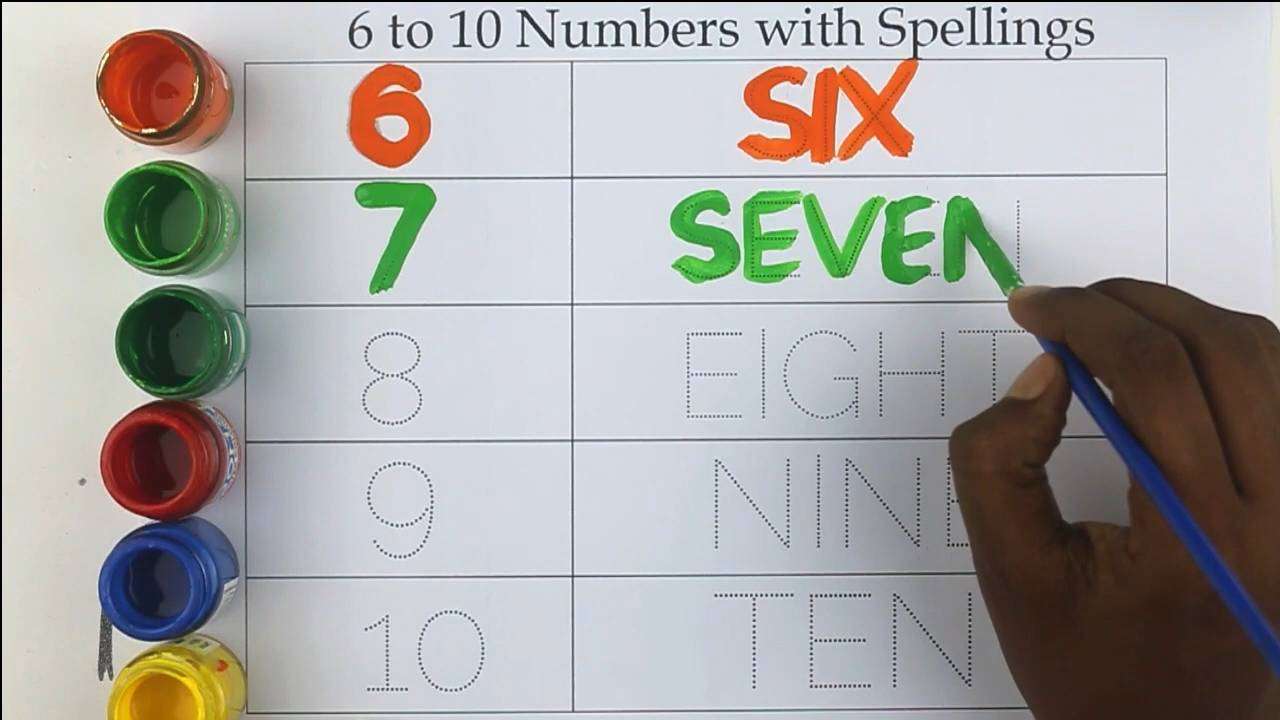 6 to 10 Numbers with Spellings
6 SIX
7 SEVEN
8 EIGHT
9 NINE
10 TEN